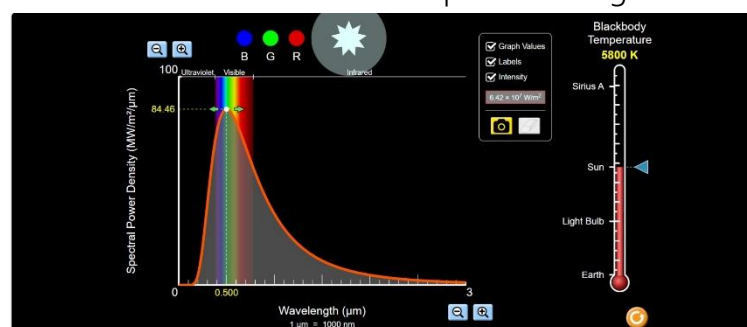 B G R
100
Ultraviolet Visible Infrared
84.46
Spectral Power Density (MW/m²/μm)
0 0.500 3
Wavelength (μm)
1 μm = 1000 nm
Graph Values
Labels
Intensity
6.42 × 10⁷ W/m²
Blackbody
Temperature
5800 K
Sirius A
Sun
Light Bulb
Earth